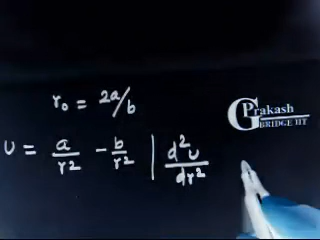 r₀ = 2a/b
Prakash
G BRIDGE IIT
U = a/r² - b/r² | d²u/dr²